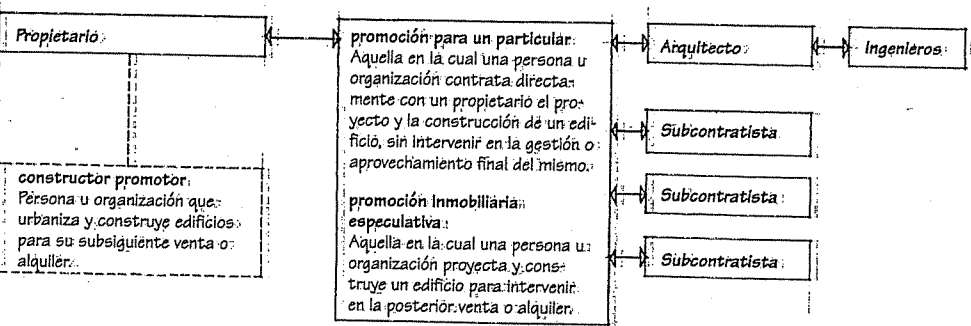 Propietario
promoción para un particular:
Aquella en la cual una persona u
organización contrata directa-
mente con un propietario el pro-
yecto y la construcción de un edi-
ficio, sin intervenir en la gestión o
aprovechamiento final del mismo.
promoción inmobiliaria
especulativa:
Aquella en la cual una persona u
organización proyecta y cons-
truye un edificio para intervenir
en la posterior venta o alquiler.
Arquitecto
Ingenieros
Subcontratista
Subcontratista
Subcontratista
constructor promotor:
Persona u organización que
urbaniza y construye edificios
para su subsiguiente venta o
alquiler.